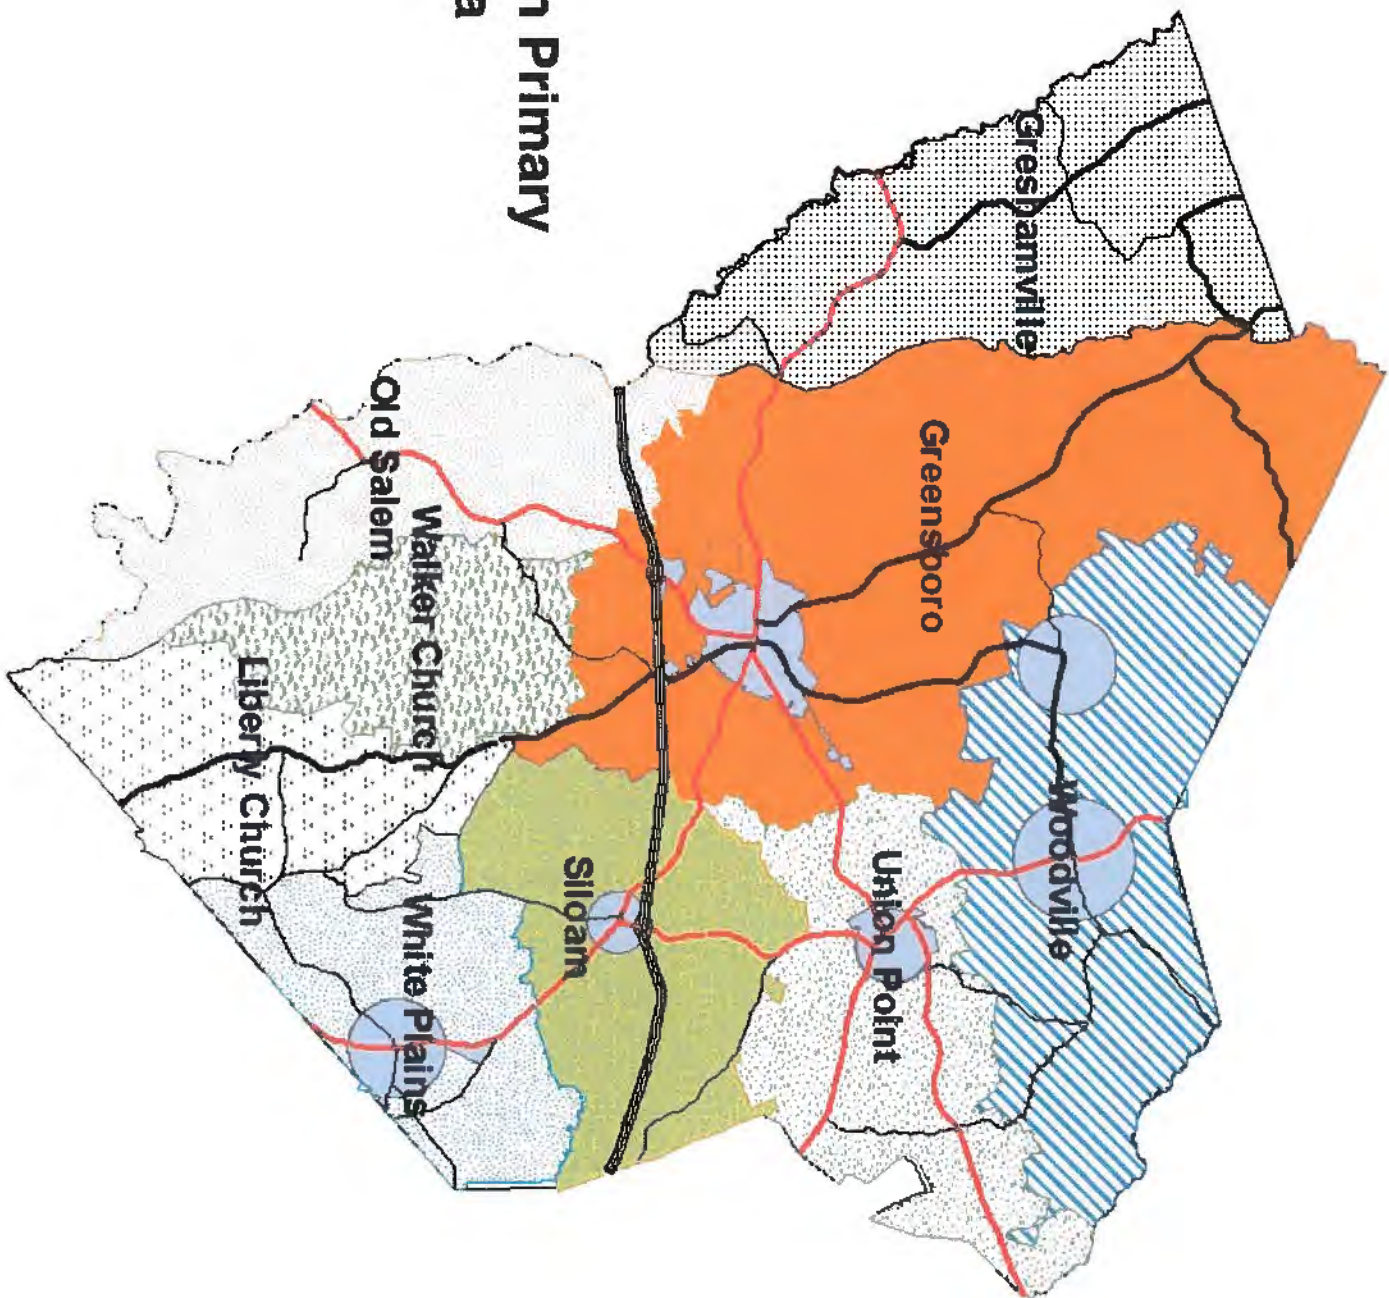 n Primary
a
Greshamville
Greensboro
Woodville
Union Point
Siloam
Old Salem
Walker Church
White Plains
Liberty Church